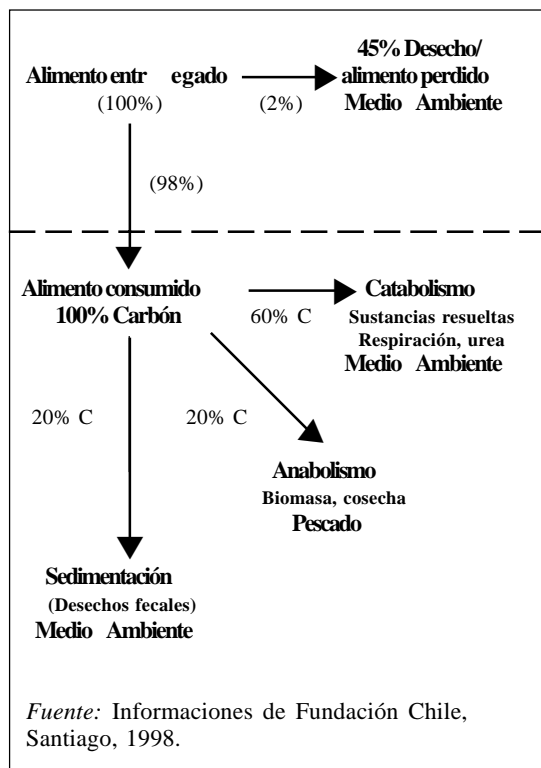 Alimento entr egado
(100%)
(2%)
45% Desecho/
alimento perdido
Medio Ambiente
(98%)
Alimento consumido
100% Carbón
60% C
Catabolismo
Sustancias resueltas
Respiración, urea
Medio Ambiente
20% C
20% C
Anabolismo
Biomasa, cosecha
Pescado
Sedimentación
(Desechos fecales)
Medio Ambiente
Fuente: Informaciones de Fundación Chile,
Santiago, 1998.